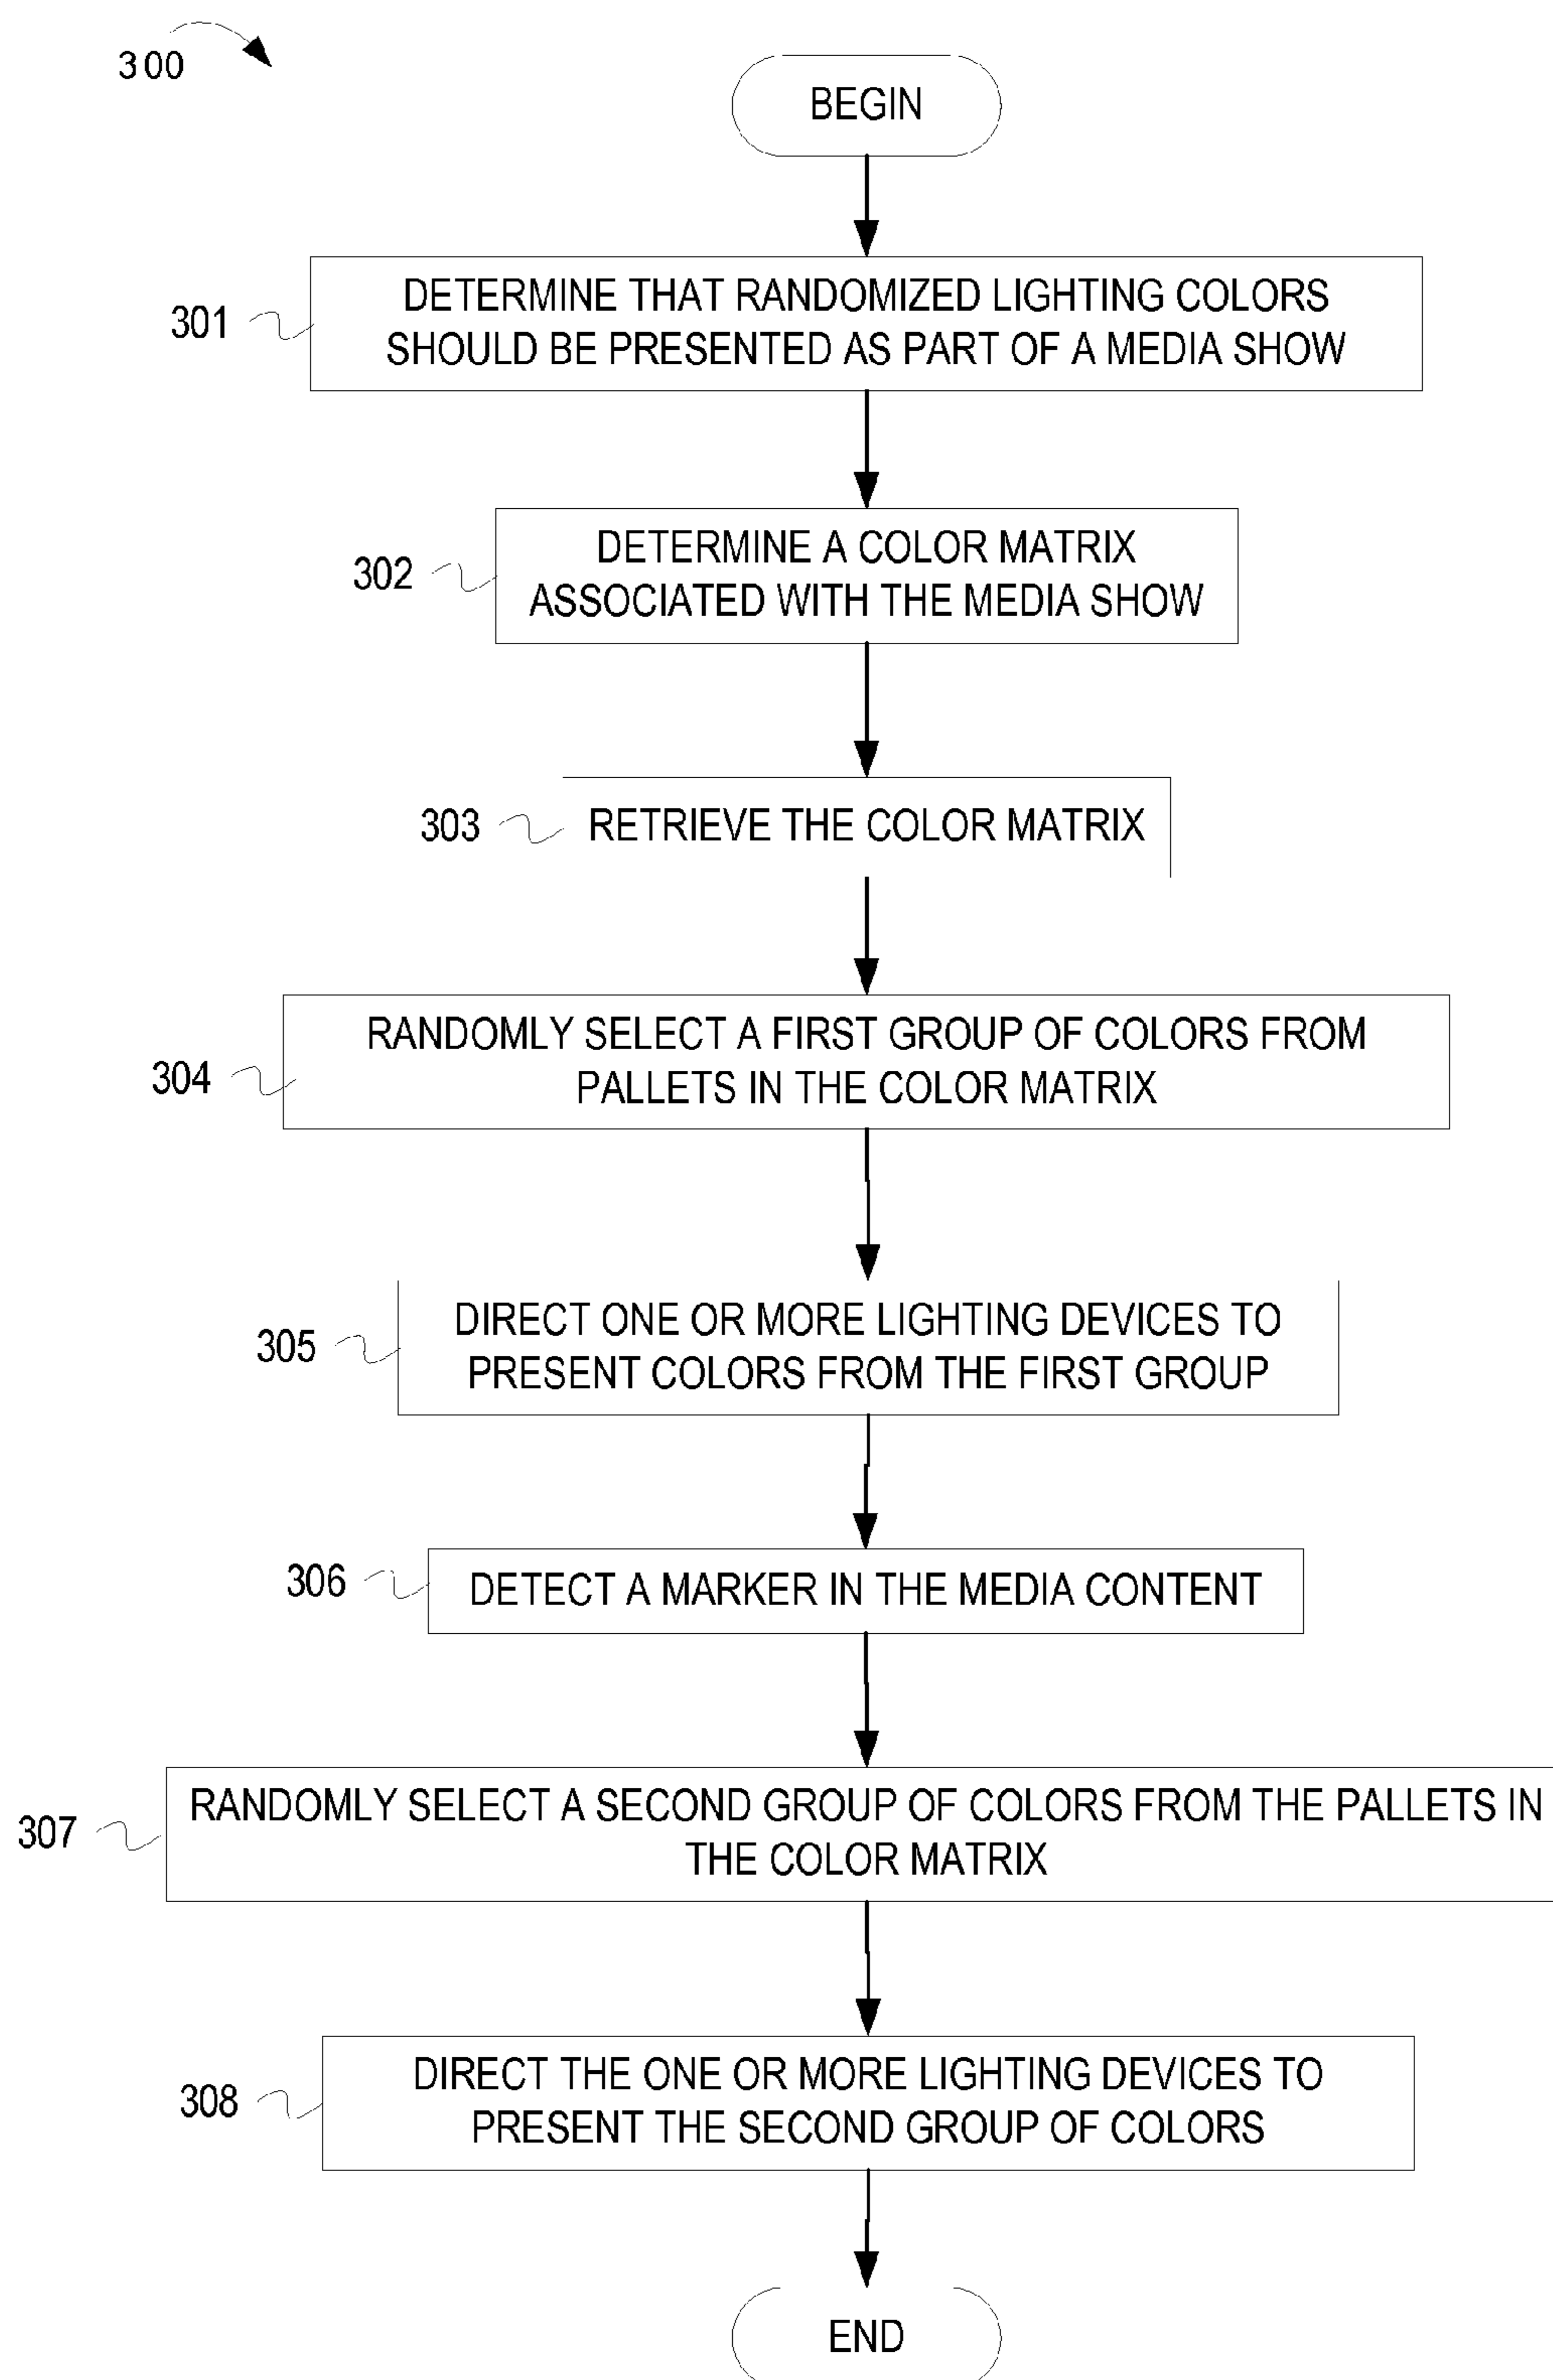 300
BEGIN
301
DETERMINE THAT RANDOMIZED LIGHTING COLORS
SHOULD BE PRESENTED AS PART OF A MEDIA SHOW
302
DETERMINE A COLOR MATRIX
ASSOCIATED WITH THE MEDIA SHOW
303
RETRIEVE THE COLOR MATRIX
304
RANDOMLY SELECT A FIRST GROUP OF COLORS FROM
PALLETS IN THE COLOR MATRIX
305
DIRECT ONE OR MORE LIGHTING DEVICES TO
PRESENT COLORS FROM THE FIRST GROUP
306
DETECT A MARKER IN THE MEDIA CONTENT
307
RANDOMLY SELECT A SECOND GROUP OF COLORS FROM THE PALLETS IN
THE COLOR MATRIX
308
DIRECT THE ONE OR MORE LIGHTING DEVICES TO
PRESENT THE SECOND GROUP OF COLORS
END